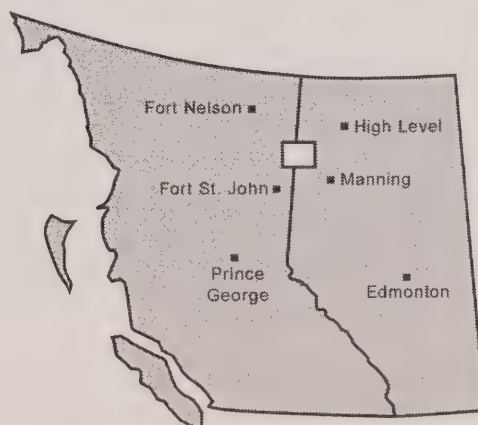 Fort Nelson
High Level
Manning
Fort St. John
Prince
George
Edmonton